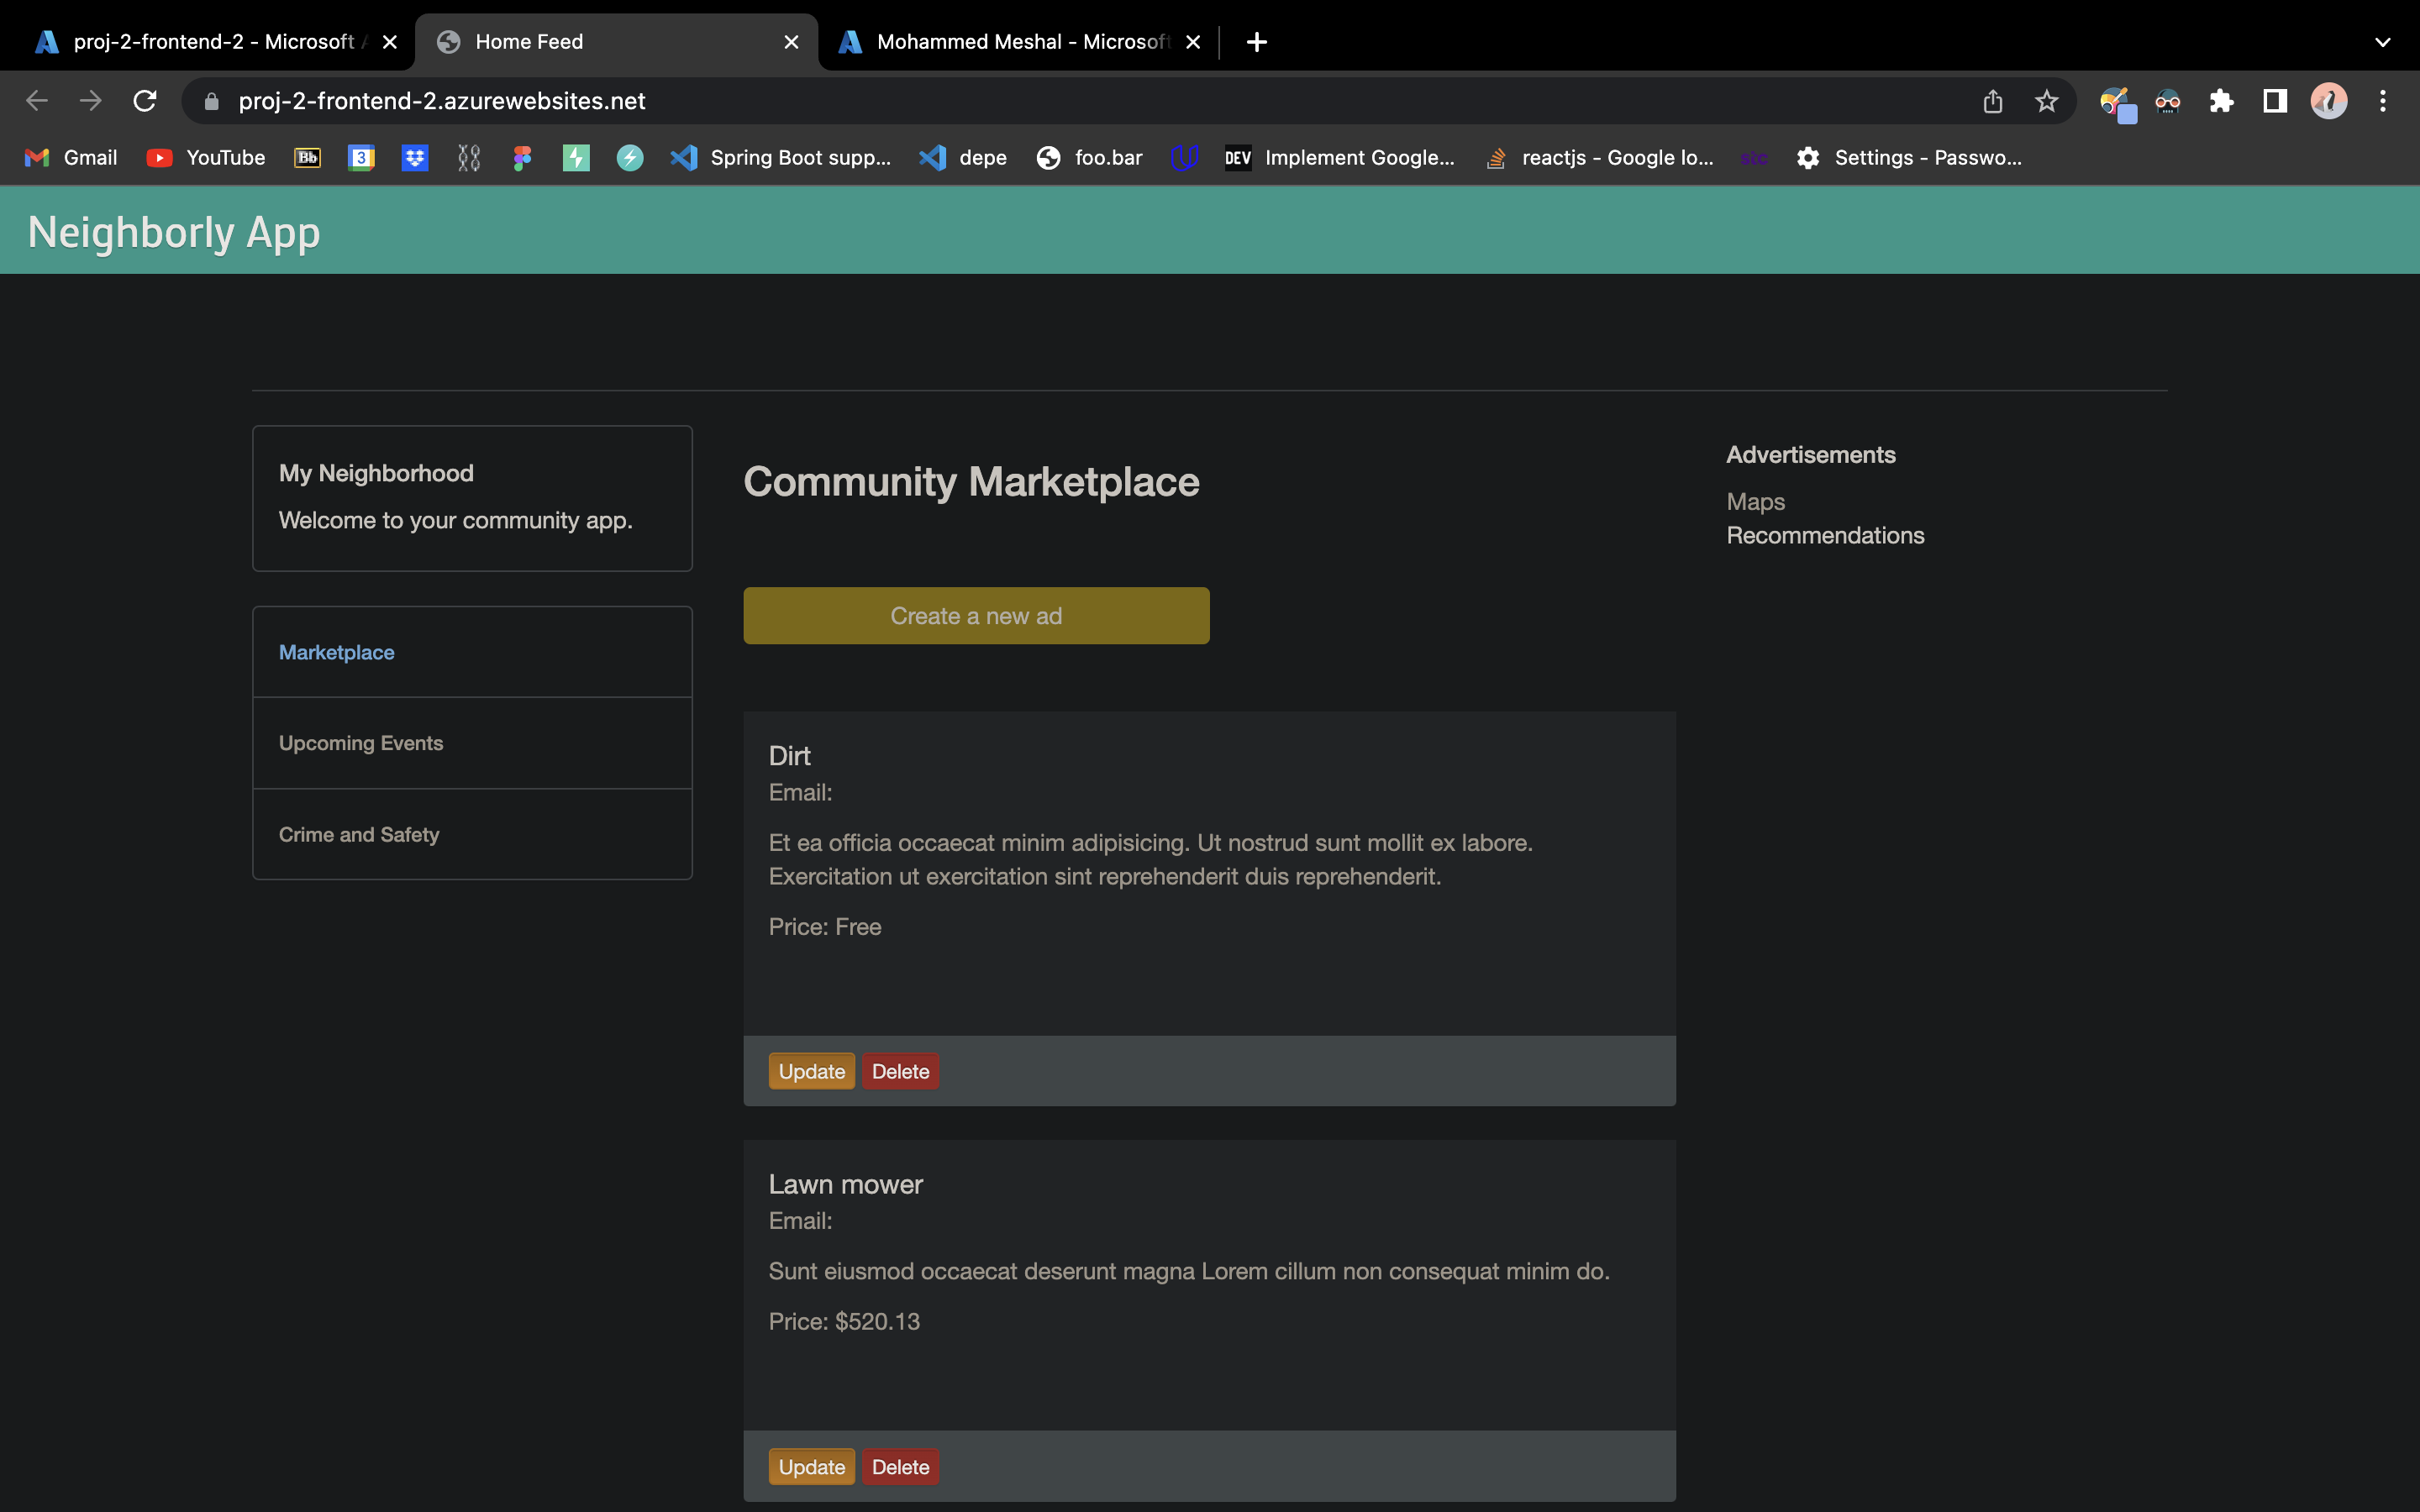 proj-2-frontend-2 - Microsoft
Home Feed
Mohammed Meshal - Microsoft
proj-2-frontend-2.azurewebsites.net
Gmail
YouTube
Bb
3
Spring Boot supp...
depe
foo.bar
DEV
Implement Google...
reactjs - Google lo...
stc
Settings - Passwo...
Neighborly App
My Neighborhood
Welcome to your community app.
Marketplace
Upcoming Events
Crime and Safety
Community Marketplace
Create a new ad
Dirt
Email:
Et ea officia occaecat minim adipisicing. Ut nostrud sunt mollit ex labore.
Exercitation ut exercitation sint reprehenderit duis reprehenderit.
Price: Free
Update Delete
Lawn mower
Email:
Sunt eiusmod occaecat deserunt magna Lorem cillum non consequat minim do.
Price: $520.13
Update Delete
Advertisements
Maps
Recommendations